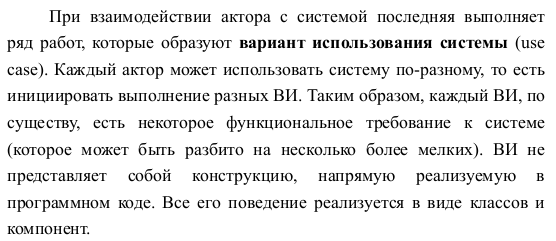 При взаимодействии актора с системой последняя выполняет
ряд работ, которые образуют вариант использования системы (use
case). Каждый актор может использовать систему по-разному, то есть
инициировать выполнение разных ВИ. Таким образом, каждый ВИ, по
существу, есть некоторое функциональное требование к системе
(которое может быть разбито на несколько более мелких). ВИ не
представляет собой конструкцию, напрямую реализуемую в
программном коде. Все его поведение реализуется в виде классов и
компонент.